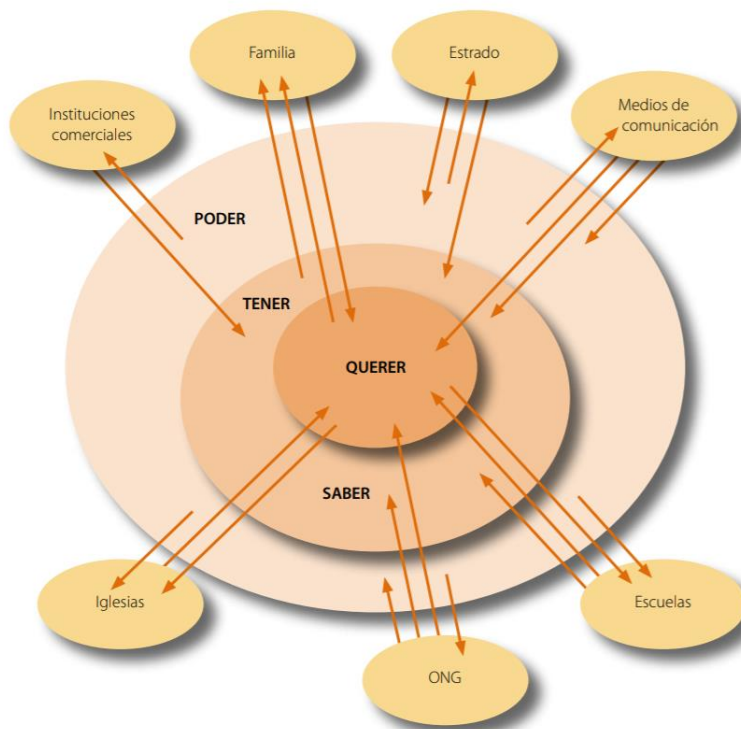 Familia
Estrado
Instituciones
comerciales
Medios de
comunicación
PODER
TENER
QUERER
SABER
Iglesias
Escuelas
ONG